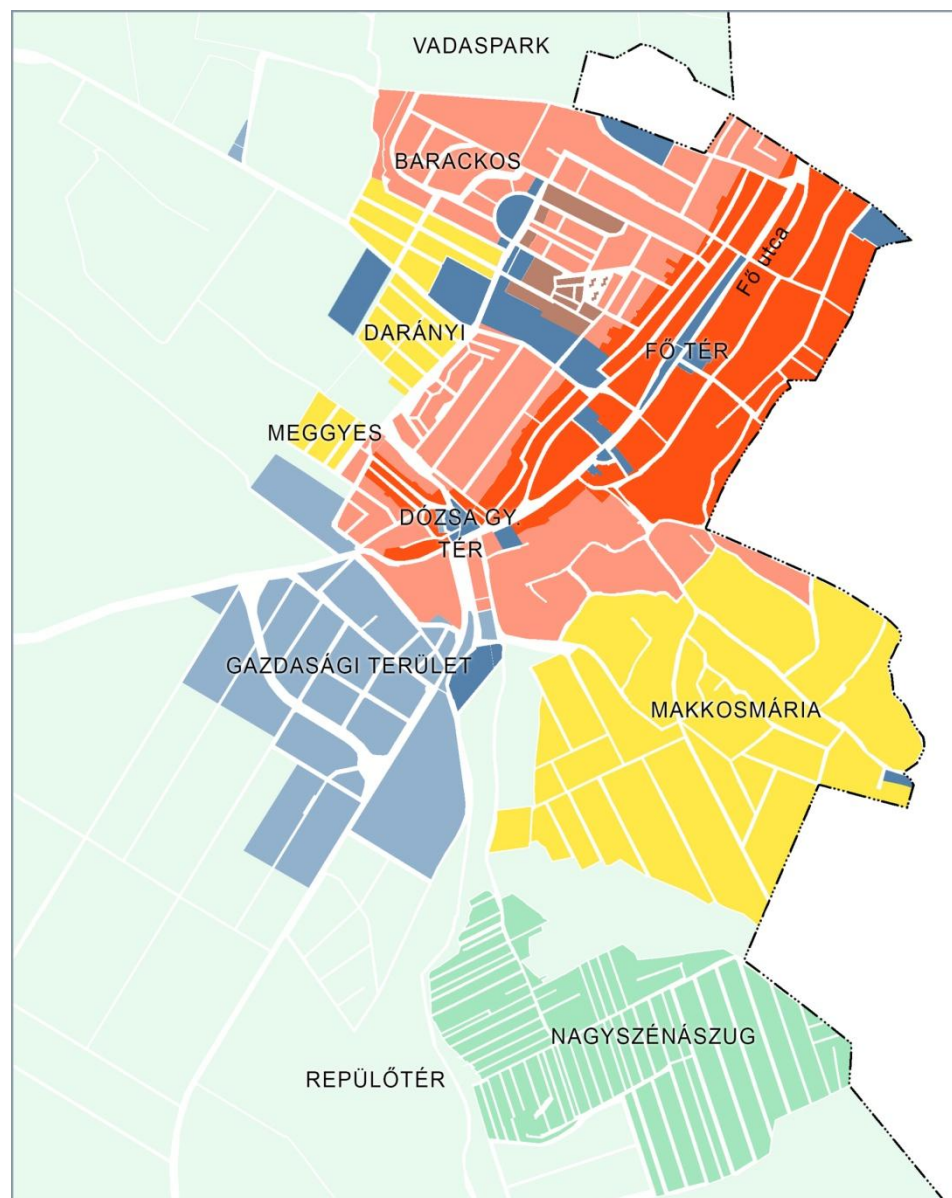 VADASPARK
BARACKOS
Fő utca
DARÁNYI
FŐ TÉR
MEGGYES
DÓZSA GY.
TÉR
GAZDASÁGI TERÜLET
MAKKOSMÁRIA
NAGYSZÉNÁSZUG
REPÜLŐTÉR